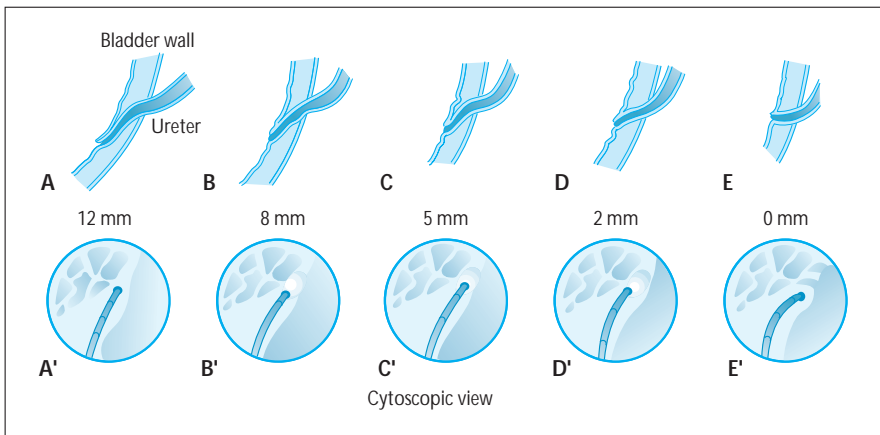 Bladder wall
Ureter
A B C D E
12 mm 8 mm 5 mm 2 mm 0 mm
A' B' C' D' E'
Cytoscopic view